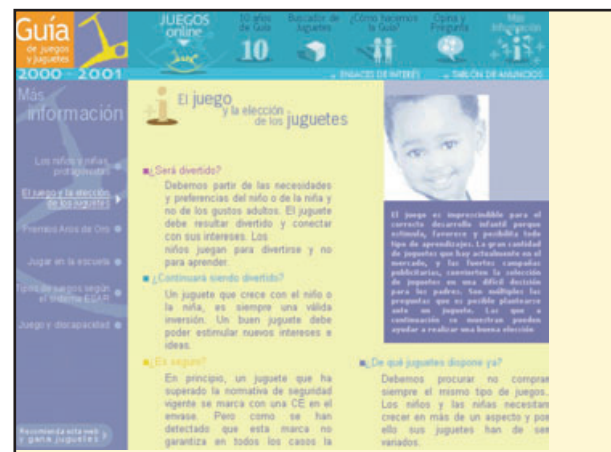 Guía
de juegos
y juguetes
2000 - 2001
JUEGOS
online
10 años
de Guía
10
Buscador de
Juguetes
¿Cómo hacemos
la Guía?
Opina y
Pregunta
Más
información
+i
ENLACES DE INTERÉS
TABLÓN DE ANUNCIOS
Más
información
Los niños y niñas,
protagonistas
El juego y la elección
de los juguetes
Premios Aros de Oro
Jugar en la escuela
Tipos de juegos según
el sistema ESAR
Juego y discapacidad
Recomienda esta web
y gana juguetes
+i
El juego
y la elección
de los juguetes
¿Será divertido?
Debemos partir de las necesidades
y preferencias del niño o de la niña y
no de los gustos adultos. El juguete
debe resultar divertido y conectar
con sus intereses. Los
niños juegan para divertirse y no
para aprender.
¿Continuará siendo divertido?
Un juguete que crece con el niño o
la niña, es siempre una válida
inversión. Un buen juguete debe
poder estimular nuevos intereses e
ideas.
¿Es seguro?
En principio, un juguete que ha
superado la normativa de seguridad
vigente se marca con una CE en el
envase. Pero como se han
detectado que esta marca no
garantiza en todos los casos la
El juego es imprescindible para el
correcto desarrollo infantil porque
estimula, favorece y posibilita todo
tipo de aprendizajes. La gran cantidad
de juguetes que hay actualmente en el
mercado, y las fuertes campañas
publicitarias, convierten la selección
de juguetes en una difícil decisión
para los padres. Son múltiples las
preguntas que es posible plantearse
ante un juguete. Las que a
continuación se muestran pueden
ayudar a realizar una buena elección
¿De qué juguetes dispone ya?
Debemos procurar no comprar
siempre el mismo tipo de juegos.
Los niños y las niñas necesitan
crecer en más de un aspecto y por
ello sus juguetes han de ser
variados.